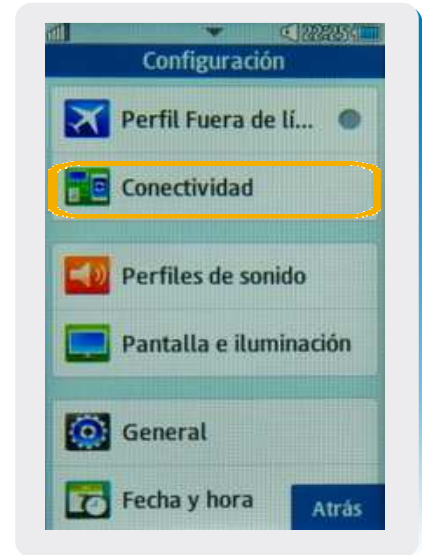 Configuración
Perfil Fuera de lí...
Conectividad
Perfiles de sonido
Pantalla e iluminación
General
Fecha y hora
Atrás